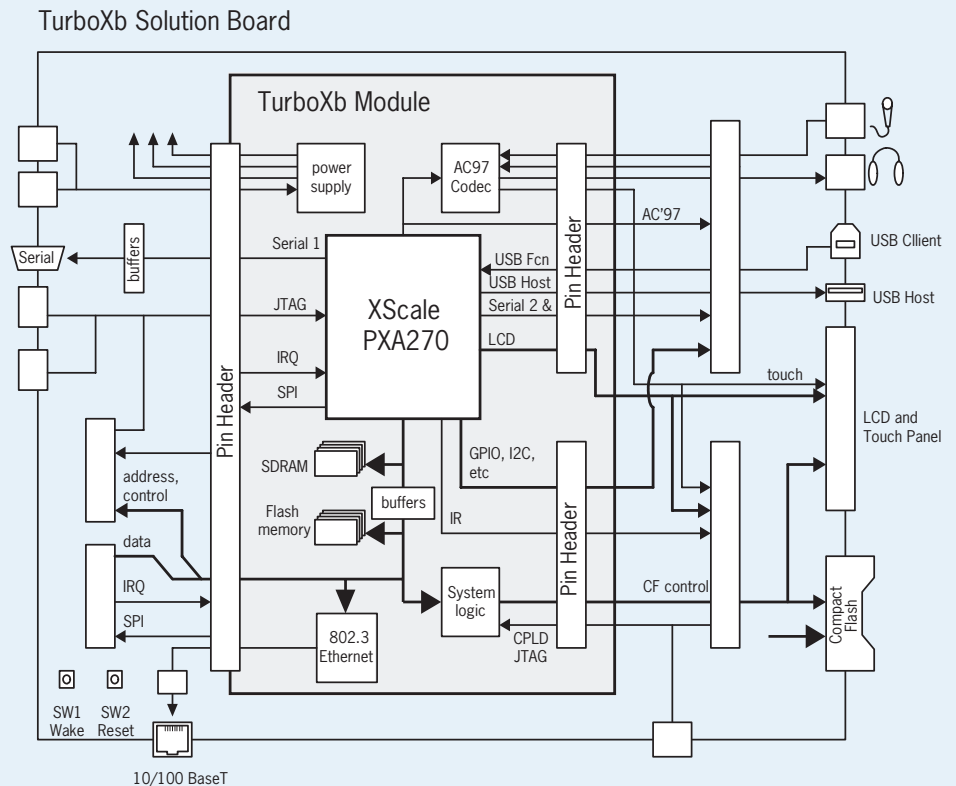 TurboXb Solution Board
TurboXb Module
power
supply
AC97
Codec
AC'97
Serial 1
Serial
buffers
USB Fcn
USB Host
Serial 2 &
LCD
USB Cllient
USB Host
JTAG
XScale
PXA270
Pin Header
Pin Header
IRQ
SPI
touch
LCD and
Touch Panel
SDRAM
GPIO, I2C,
etc
address,
control
buffers
Flash
memory
IR
Pin Header
data
IRQ
SPI
System
logic
CF control
Compact
Flash
CPLD
JTAG
802.3
Ethernet
SW1
Wake
SW2
Reset
10/100 BaseT